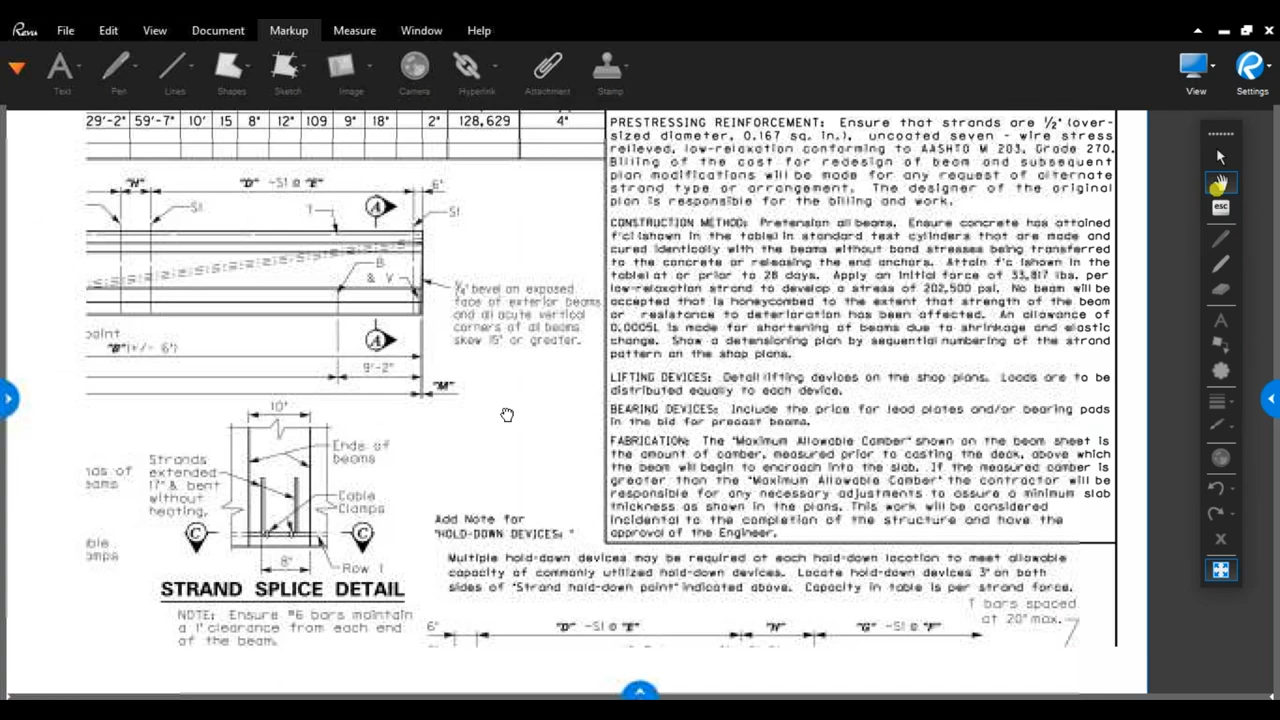 Revu File Edit View Document Markup Measure Window Help
Text Pen Lines Shapes Sketch Image Camera Hyperlink Attachment Stamp View Settings
29'-2" 59'-7" 10' 15 8" 12" 109 9" 18" 2" 128,629 4"
"H" "D" -S1 @ "E" 6"
S1 T A S1
B
& V
3/4" bevel on exposed
face of exterior beams
and all acute vertical
corners of all beams
skew 15° or greater.
A
point
"B"(+/- 6")
9'-2"
"M"
10"
Ends of
beams
Strands
extended
17" & bent
without
heating.
Cable
Clamps
nds of
eams
ble
amps
C C
8"
Row 1
STRAND SPLICE DETAIL
NOTE: Ensure #6 bars maintain
a 1" clearance from each end
of the beam.
PRESTRESSING REINFORCEMENT: Ensure that strands are ½" (over-
sized diameter, 0.167 sq. in.), uncoated seven - wire stress
relieved, low-relaxation conforming to AASHTO M 203, Grade 270.
Billing of the cost for redesign of beam and subsequent
plan modifications will be made for any request of alternate
strand type or arrangement. The designer of the original
plan is responsible for the billing and work.
CONSTRUCTION METHOD: Pretension all beams. Ensure concrete has attained
f'ci (shown in the table) in standard test cylinders that are made and
cured identically with the beams without bond stresses being transferred
to the concrete or releasing the end anchors. Attain f'c (shown in the
table) at or prior to 28 days. Apply an initial force of 33,817 lbs. per
low-relaxation strand to develop a stress of 202,500 psi. No beam will be
accepted that is honeycombed to the extent that strength of the beam
or resistance to deterioration has been affected. An allowance of
0.0005L is made for shortening of beams due to shrinkage and elastic
change. Show a detensioning plan by sequential numbering of the strand
pattern on the shop plans.
LIFTING DEVICES: Detail lifting devices on the shop plans. Loads are to be
distributed equally to each device.
BEARING DEVICES: Include the price for lead plates and/or bearing pads
in the bid for precast beams.
FABRICATION: The "Maximum Allowable Camber" shown on the beam sheet is
the amount of camber, measured prior to casting the deck, above which
the beam will begin to encroach into the slab. If the measured camber is
greater than the "Maximum Allowable Camber" the contractor will be
responsible for any necessary adjustments to assure a minimum slab
thickness as shown in the plans. This work will be considered
incidental to the completion of the structure and have the
approval of the Engineer.
Add Note for
"HOLD-DOWN DEVICES: "
Multiple hold-down devices may be required at each hold-down location to meet allowable
capacity of commonly utilized hold-down devices. Locate hold-down devices 3" on both
sides of "Strand hold-down point" indicated above. Capacity in table is per strand force.
T bars spaced
at 20" max.
6" "D" -S1 @ "E" "H" "G" -S1 @ "F"
esc
A